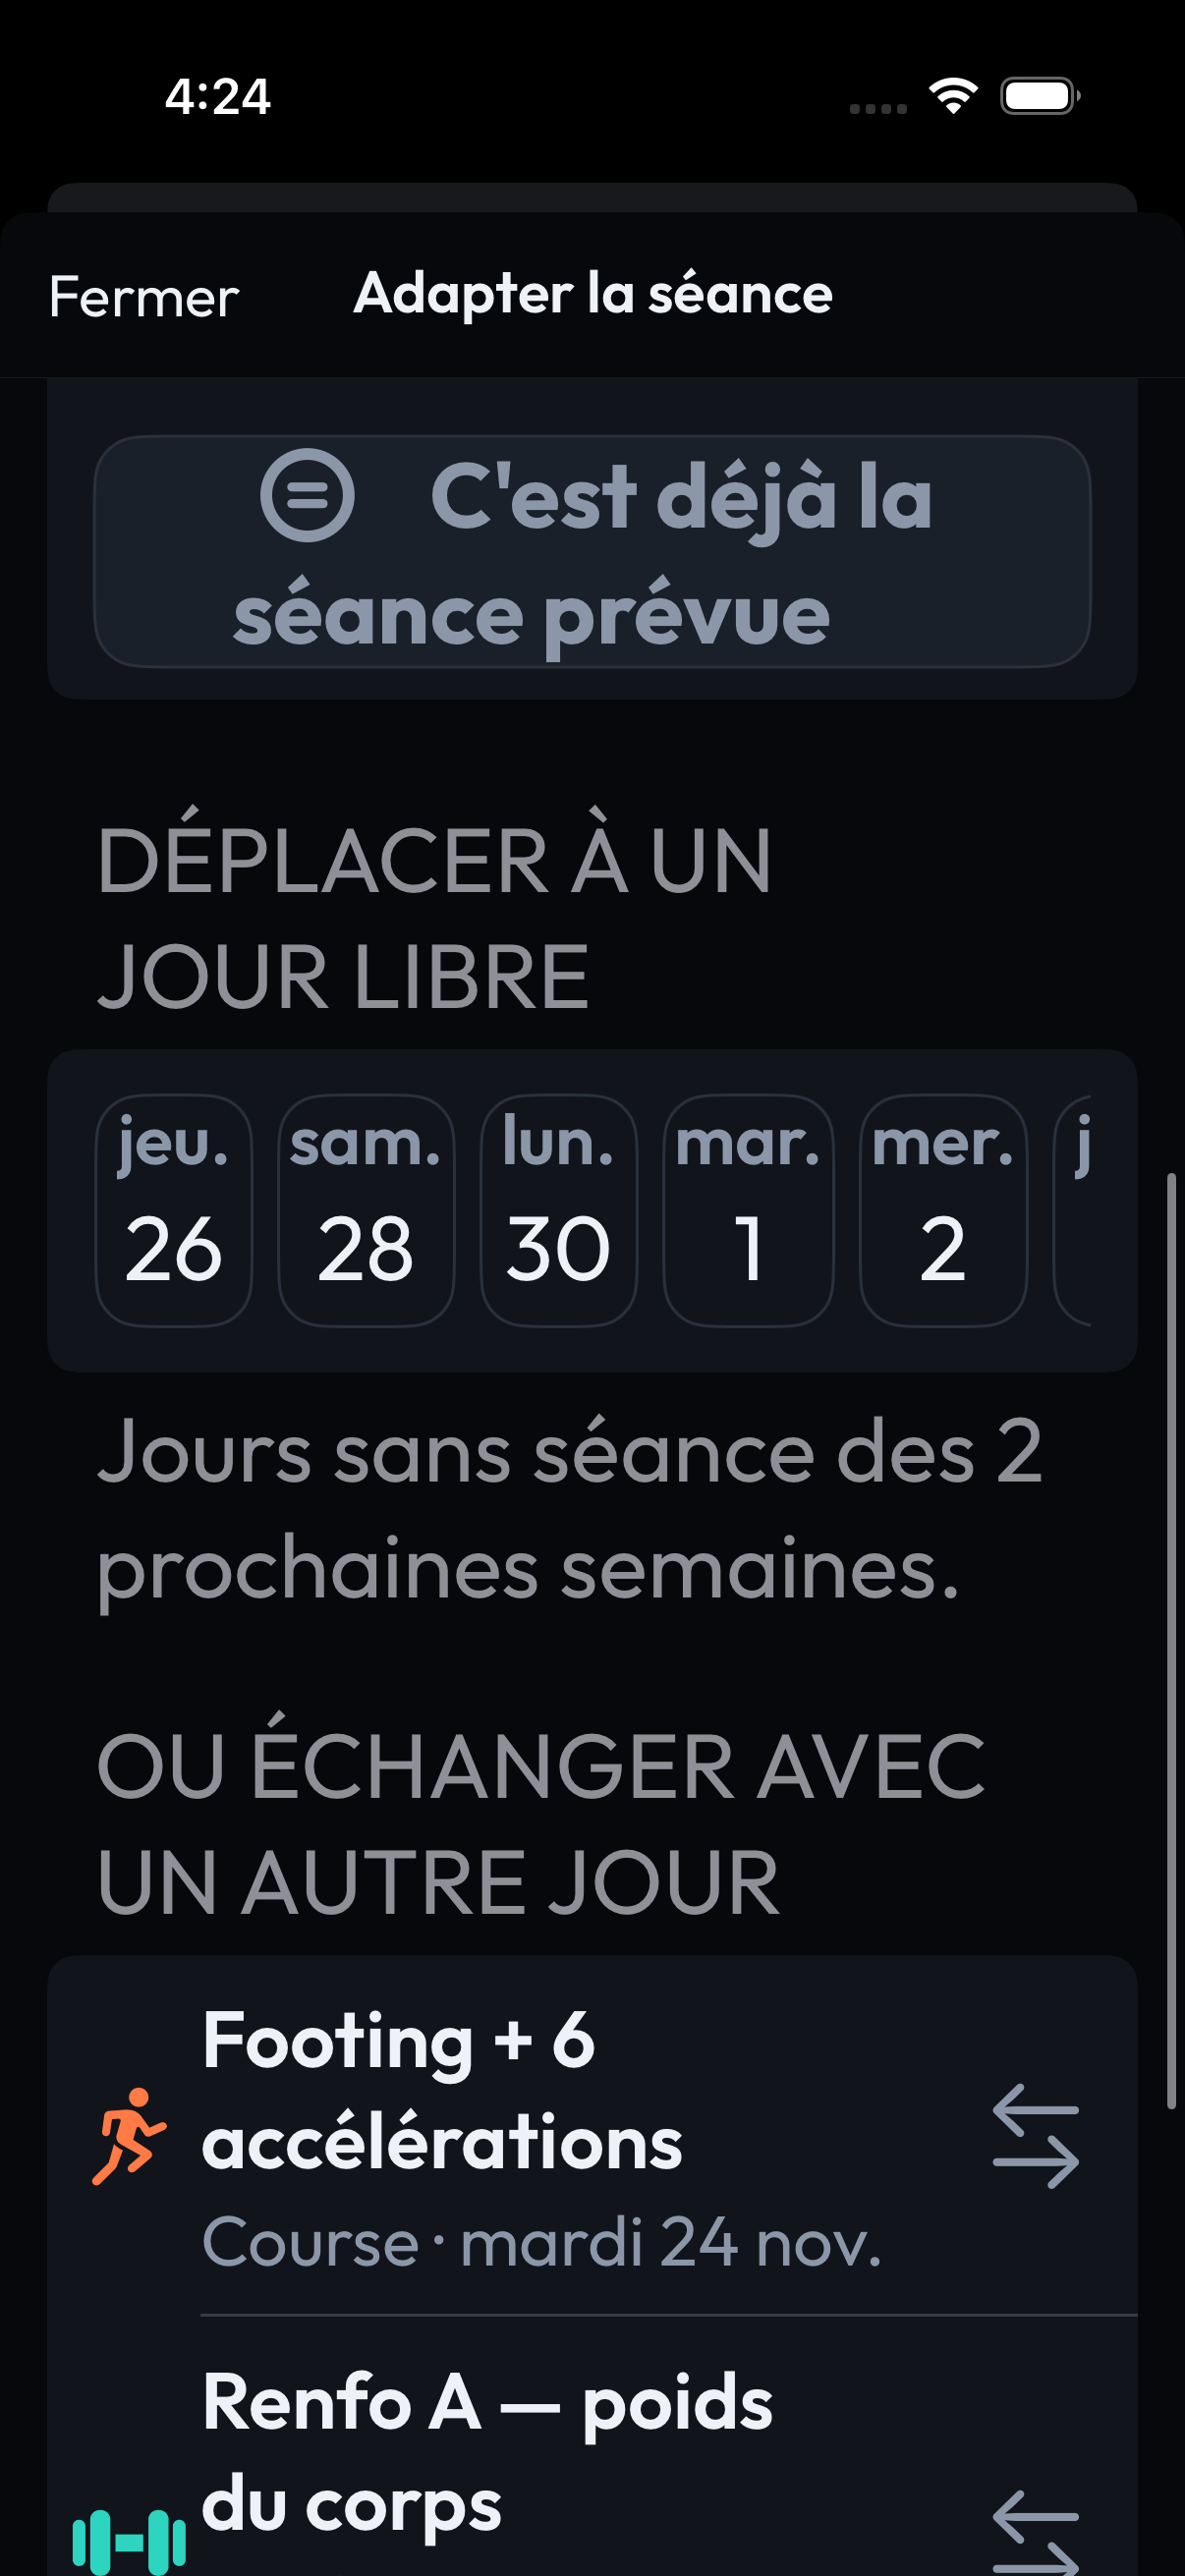 4:24
Fermer
Adapter la séance
C'est déjà la
séance prévue
DÉPLACER À UN
JOUR LIBRE
jeu. sam. lun. mar. mer. j
26 28 30 1 2
Jours sans séance des 2
prochaines semaines.
OU ÉCHANGER AVEC
UN AUTRE JOUR
Footing + 6
accélérations
Course · mardi 24 nov.
Renfo A — poids
du corps